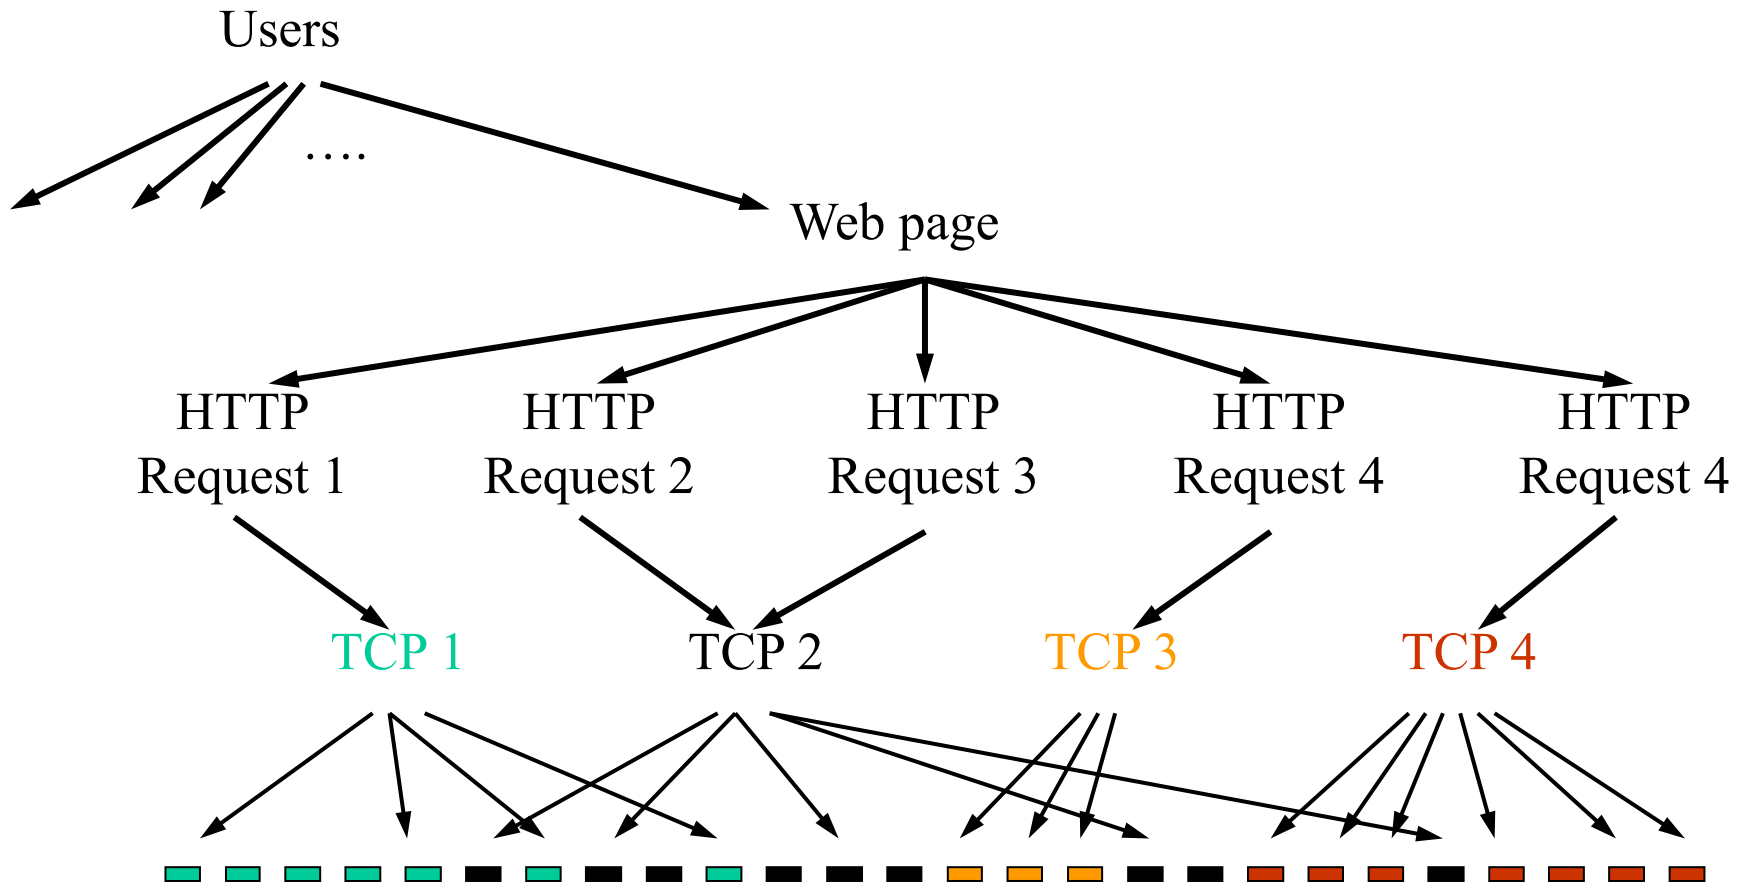 Users
....
Web page
HTTP
Request 1
HTTP
Request 2
HTTP
Request 3
HTTP
Request 4
HTTP
Request 4
TCP 1
TCP 2
TCP 3
TCP 4